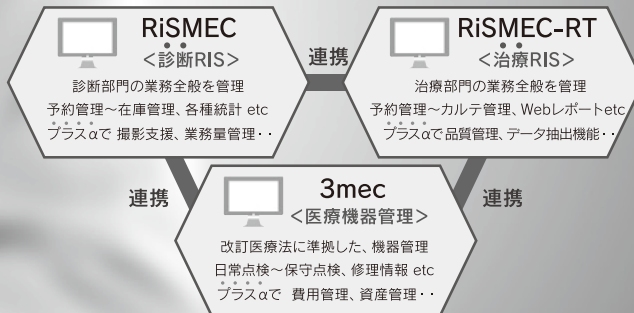 RiSMEC
<診断RIS>
診断部門の業務全般を管理
予約管理～在庫管理、各種統計 etc
プラスαで 撮影支援、業務量管理・・
連携
RiSMEC-RT
<治療RIS>
治療部門の業務全般を管理
予約管理～カルテ管理、Webレポートetc
プラスαで品質管理、データ抽出機能・・
連携
連携
3mec
<医療機器管理>
改訂医療法に準拠した、機器管理
日常点検～保守点検、修理情報 etc
プラスαで 費用管理、資産管理・・